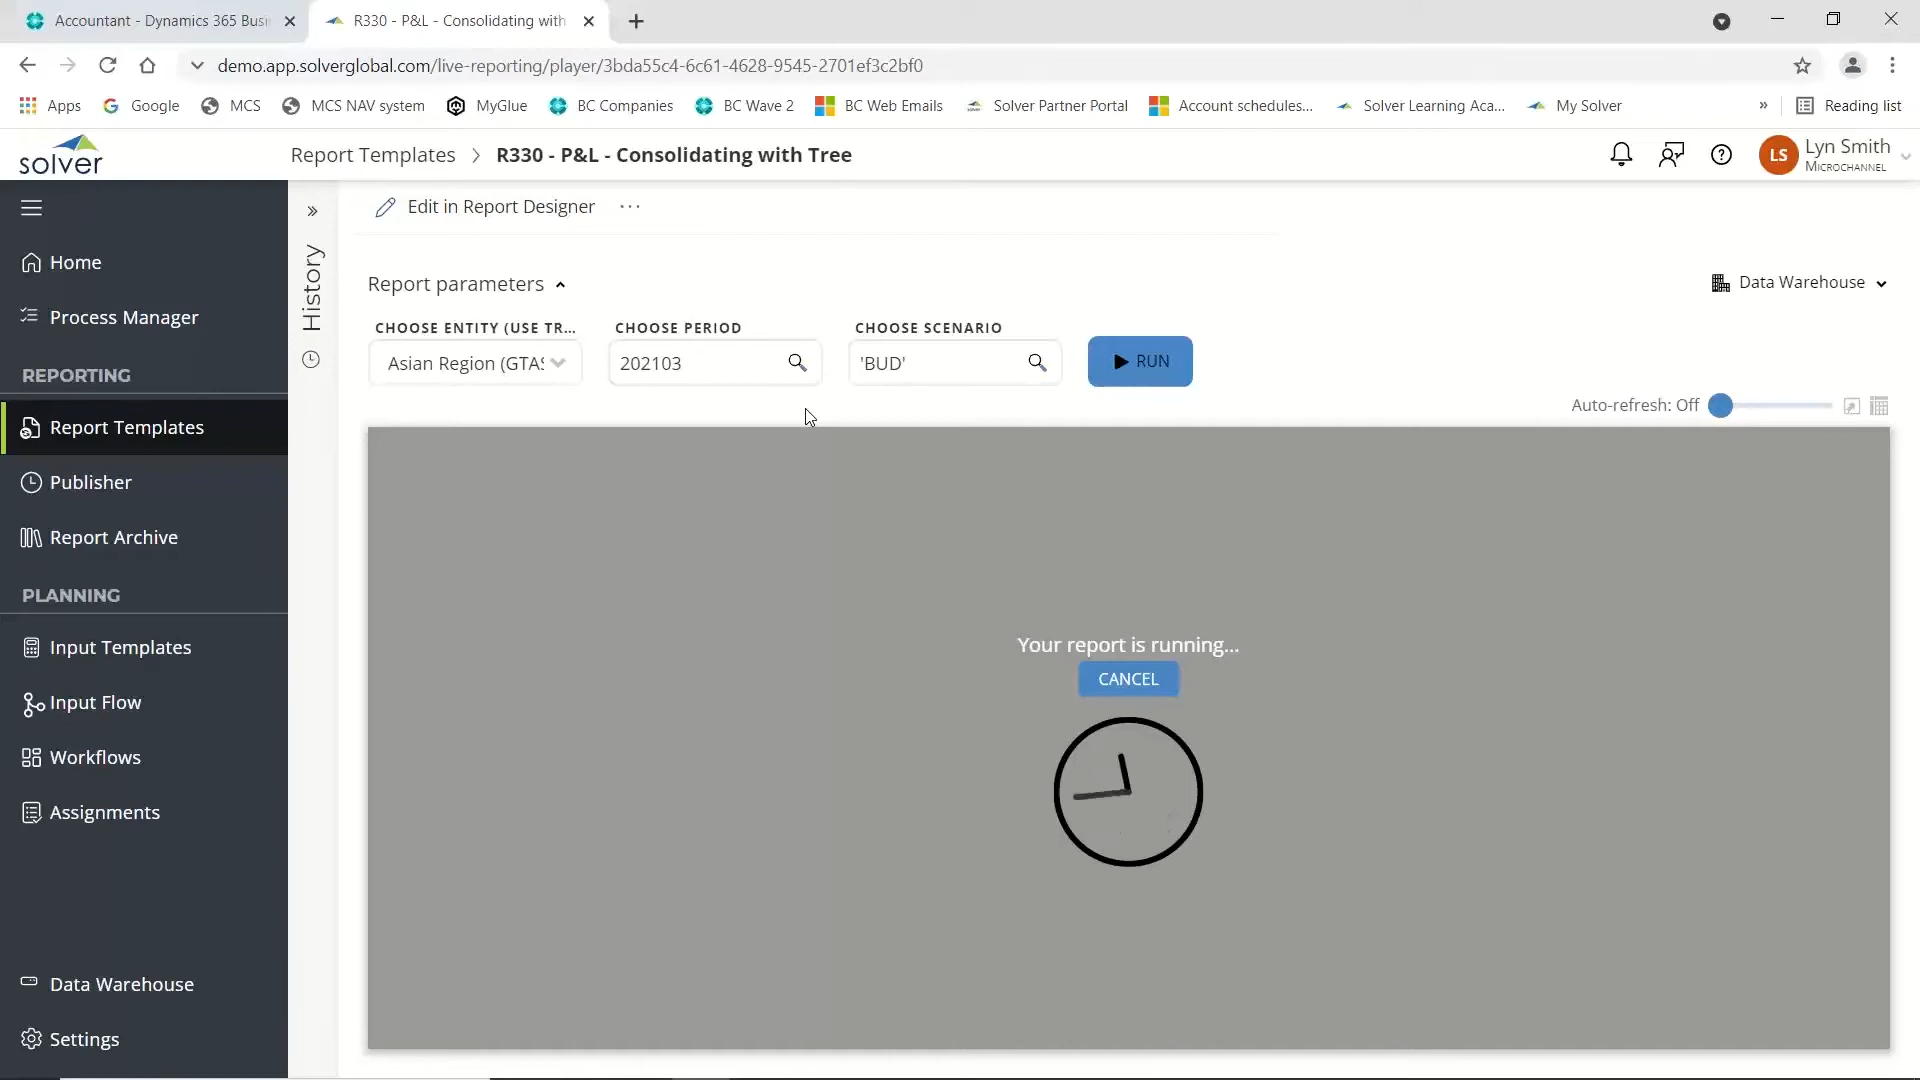 Accountant - Dynamics 365 Busi
R330 - P&L - Consolidating with
demo.app.solverglobal.com/live-reporting/player/3bda55c4-6c61-4628-9545-2701ef3c2bf0
Apps Google MCS MCS NAV system MyGlue BC Companies BC Wave 2 BC Web Emails Solver Partner Portal Account schedules... Solver Learning Aca... My Solver » Reading list
solver
Report Templates > R330 - P&L - Consolidating with Tree
LS
Lyn Smith
MICROCHANNEL
» History
Edit in Report Designer ...
Home
Process Manager
REPORTING
Report Templates
Publisher
Report Archive
PLANNING
Input Templates
Input Flow
Workflows
Assignments
Data Warehouse
Settings
Report parameters
Data Warehouse
CHOOSE ENTITY (USE TR... CHOOSE PERIOD CHOOSE SCENARIO
Asian Region (GTAS 202103 'BUD' RUN
Auto-refresh: Off
Your report is running...
CANCEL